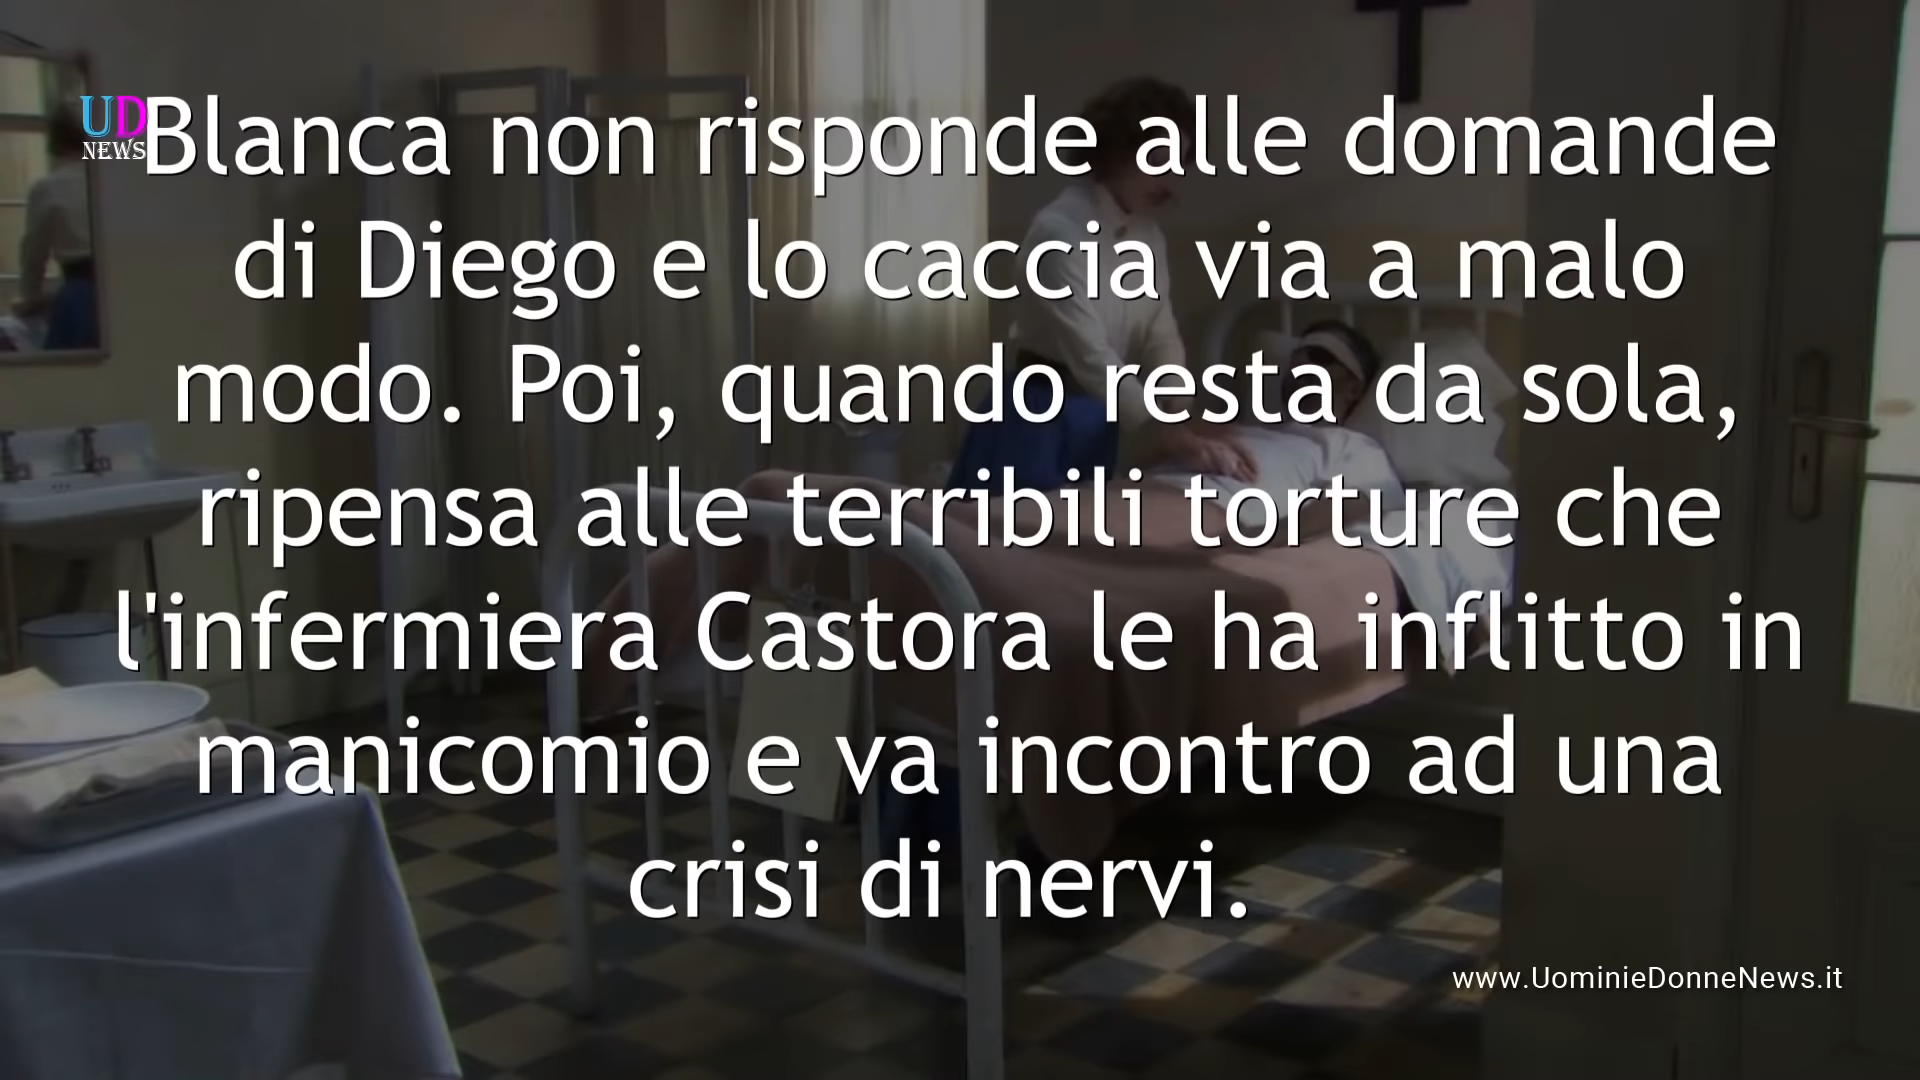 UD
NEWS
Blanca non risponde alle domande
di Diego e lo caccia via a malo
modo. Poi, quando resta da sola,
ripensa alle terribili torture che
l'infermiera Castora le ha inflitto in
manicomio e va incontro ad una
crisi di nervi.
www.UominieDonneNews.it